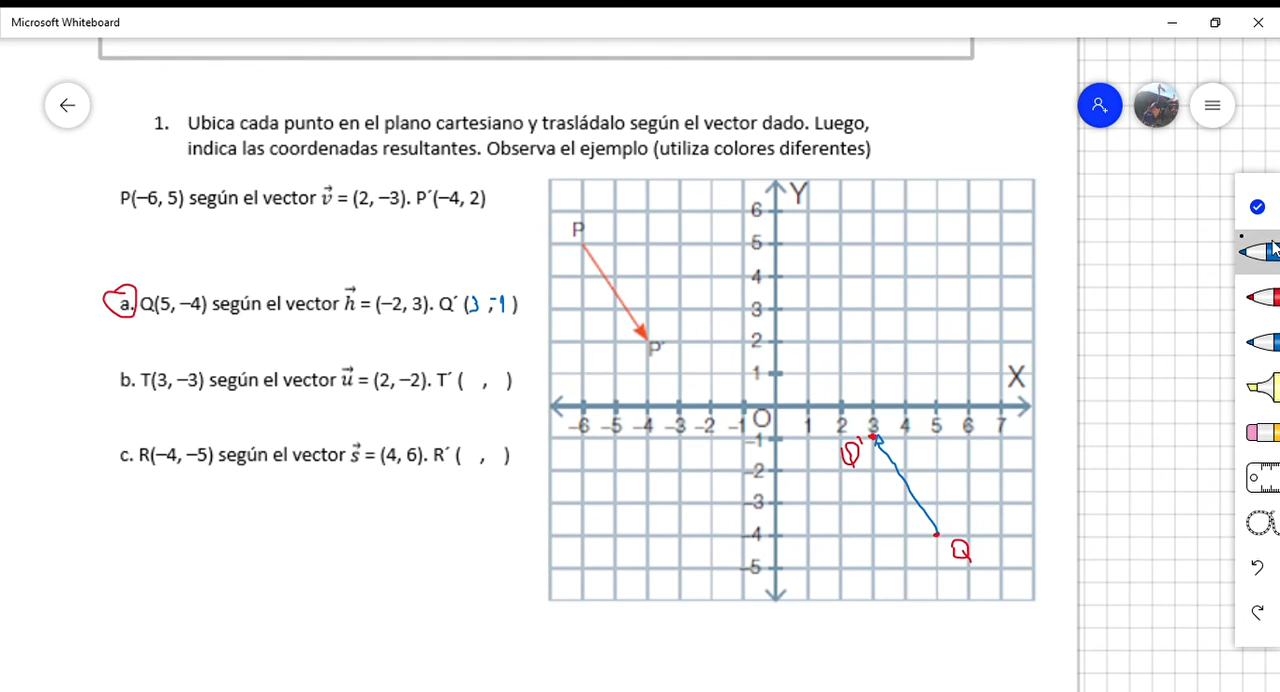 Microsoft Whiteboard
1. Ubica cada punto en el plano cartesiano y trasládalo según el vector dado. Luego,
indica las coordenadas resultantes. Observa el ejemplo (utiliza colores diferentes)
P(−6, 5) según el vector v⃗ = (2, −3). P´(−4, 2)
a. Q(5, −4) según el vector h⃗ = (−2, 3). Q´ (3 ; -1 )
b. T(3, −3) según el vector u⃗ = (2, −2). T´ ( , )
c. R(−4, −5) según el vector s⃗ = (4, 6). R´ ( , )
Y
6
P
5
4
3
2
P'
1
X
O
−6 −5 −4 −3 −2 −1 1 2 3 4 5 6 7
−1
Q'
−2
−3
−4
Q
−5